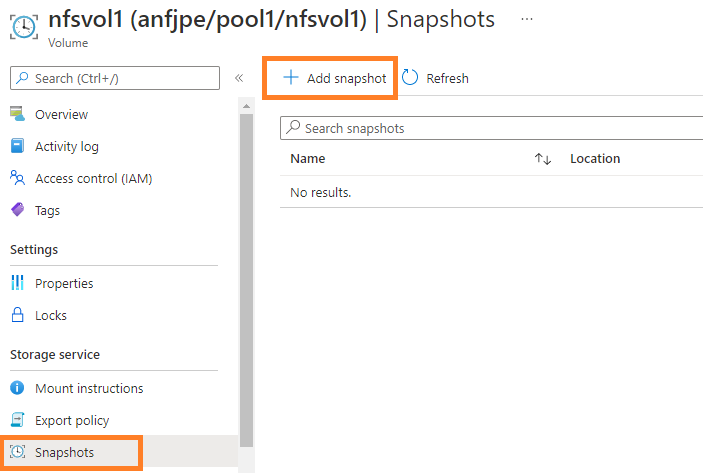 nfsvol1 (anfjpe/pool1/nfsvol1) | Snapshots ...
Volume
Search (Ctrl+/)
«
Overview
Activity log
Access control (IAM)
Tags
Settings
Properties
Locks
Storage service
Mount instructions
Export policy
Snapshots
Add snapshot Refresh
Search snapshots
Name Location
No results.